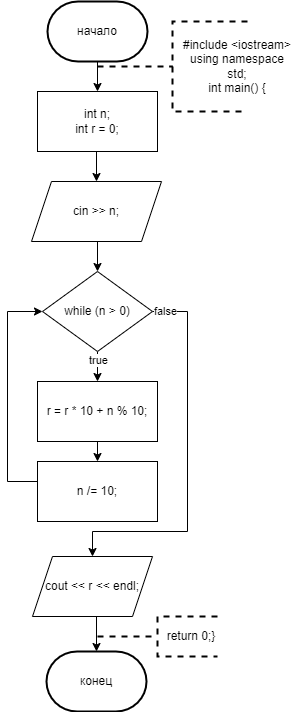 начало
#include <iostream>
using namespace
std;
int main() {
int n;
int r = 0;
cin >> n;
while (n > 0)
false
true
r = r * 10 + n % 10;
n /= 10;
cout << r << endl;
return 0;}
конец